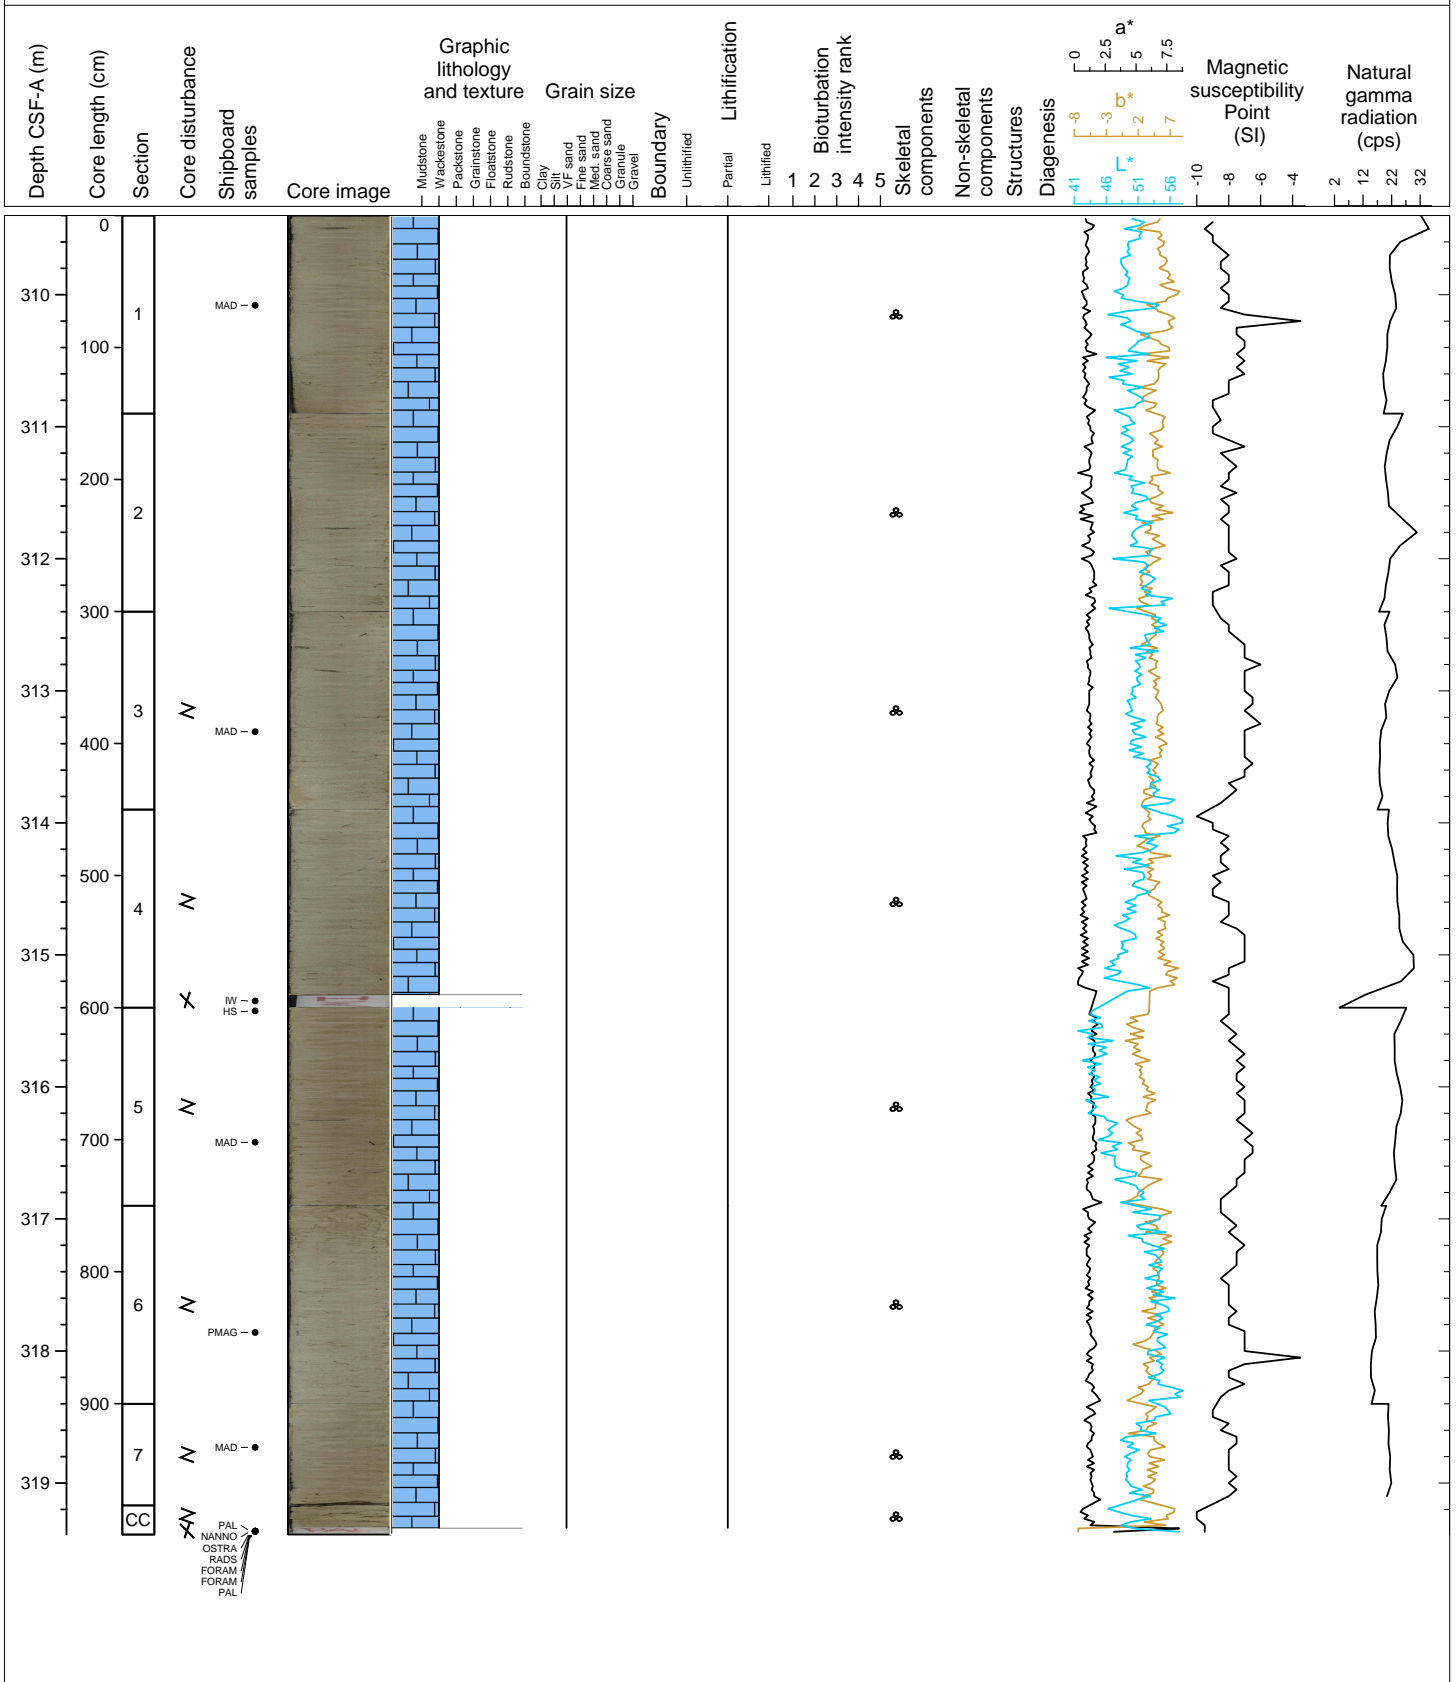 Depth CSF-A (m)
Core length (cm)
Section
Core disturbance
Shipboard
samples
Core image
Graphic
lithology
and texture
Mudstone
Wackestone
Packstone
Grainstone
Floatstone
Rudstone
Boundstone
Grain size
Clay
Silt
VF sand
Fine sand
Med. sand
Coarse sand
Granule
Gravel
Boundary
Lithification
Unlithified
Partial
Lithified
Bioturbation
intensity rank
1 2 3 4 5
Skeletal
components
Non-skeletal
components
Structures
Diagenesis
a*
0 2.5 5 7.5
b*
-8 -3 2 7
L*
41 46 51 56
Magnetic
susceptibility
Point
(SI)
-10 -8 -6 -4
Natural
gamma
radiation
(cps)
2 12 22 32
0
310
MAD
1
100
311
200
2
312
300
313
3
MAD
400
314
500
4
315
IW
600
HS
316
5
700
MAD
317
800
6
PMAG
318
900
7
MAD
319
CC
PAL
NANNO
OSTRA
RADS
FORAM
FORAM
PAL